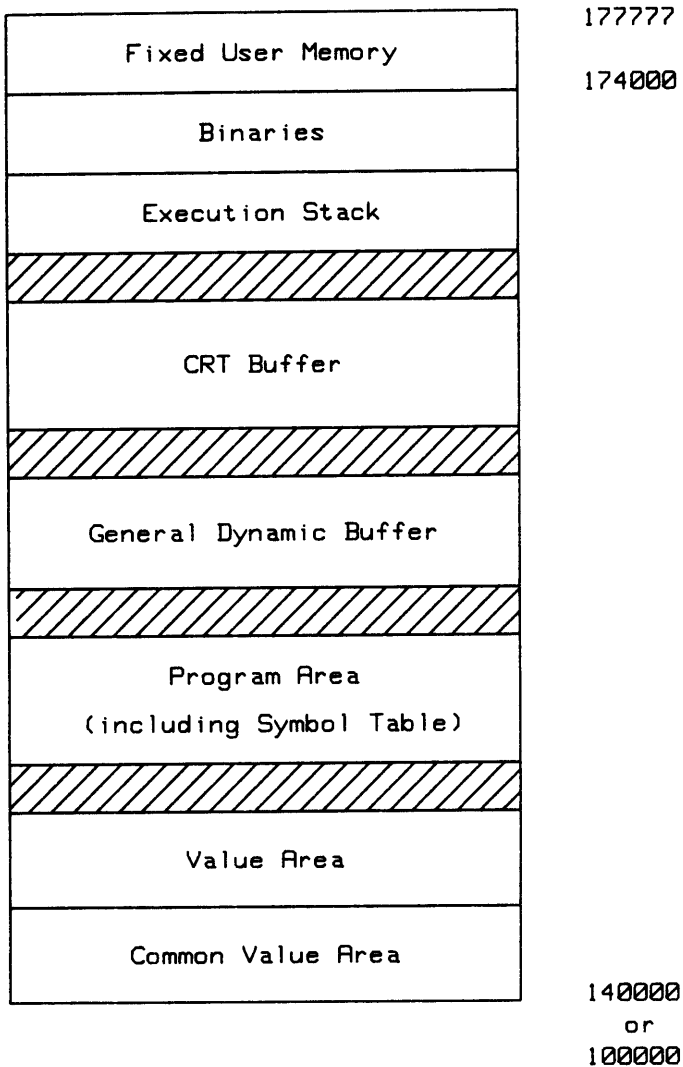 177777
Fixed User Memory
174000
Binaries
Execution Stack
CRT Buffer
General Dynamic Buffer
Program Area
(including Symbol Table)
Value Area
Common Value Area
140000
or
100000